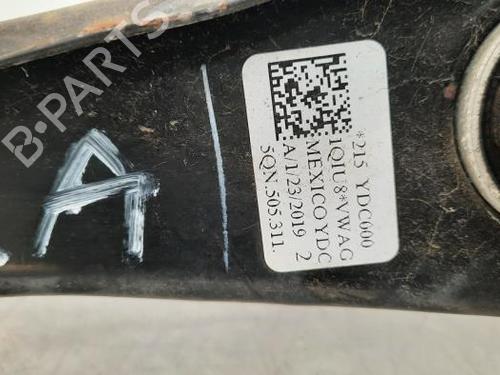 *215 YDC600
1QIU8*VWAG
MEXICO YDC
A/1/23/2019 2
5QN.505.311.
A
B-PARTS